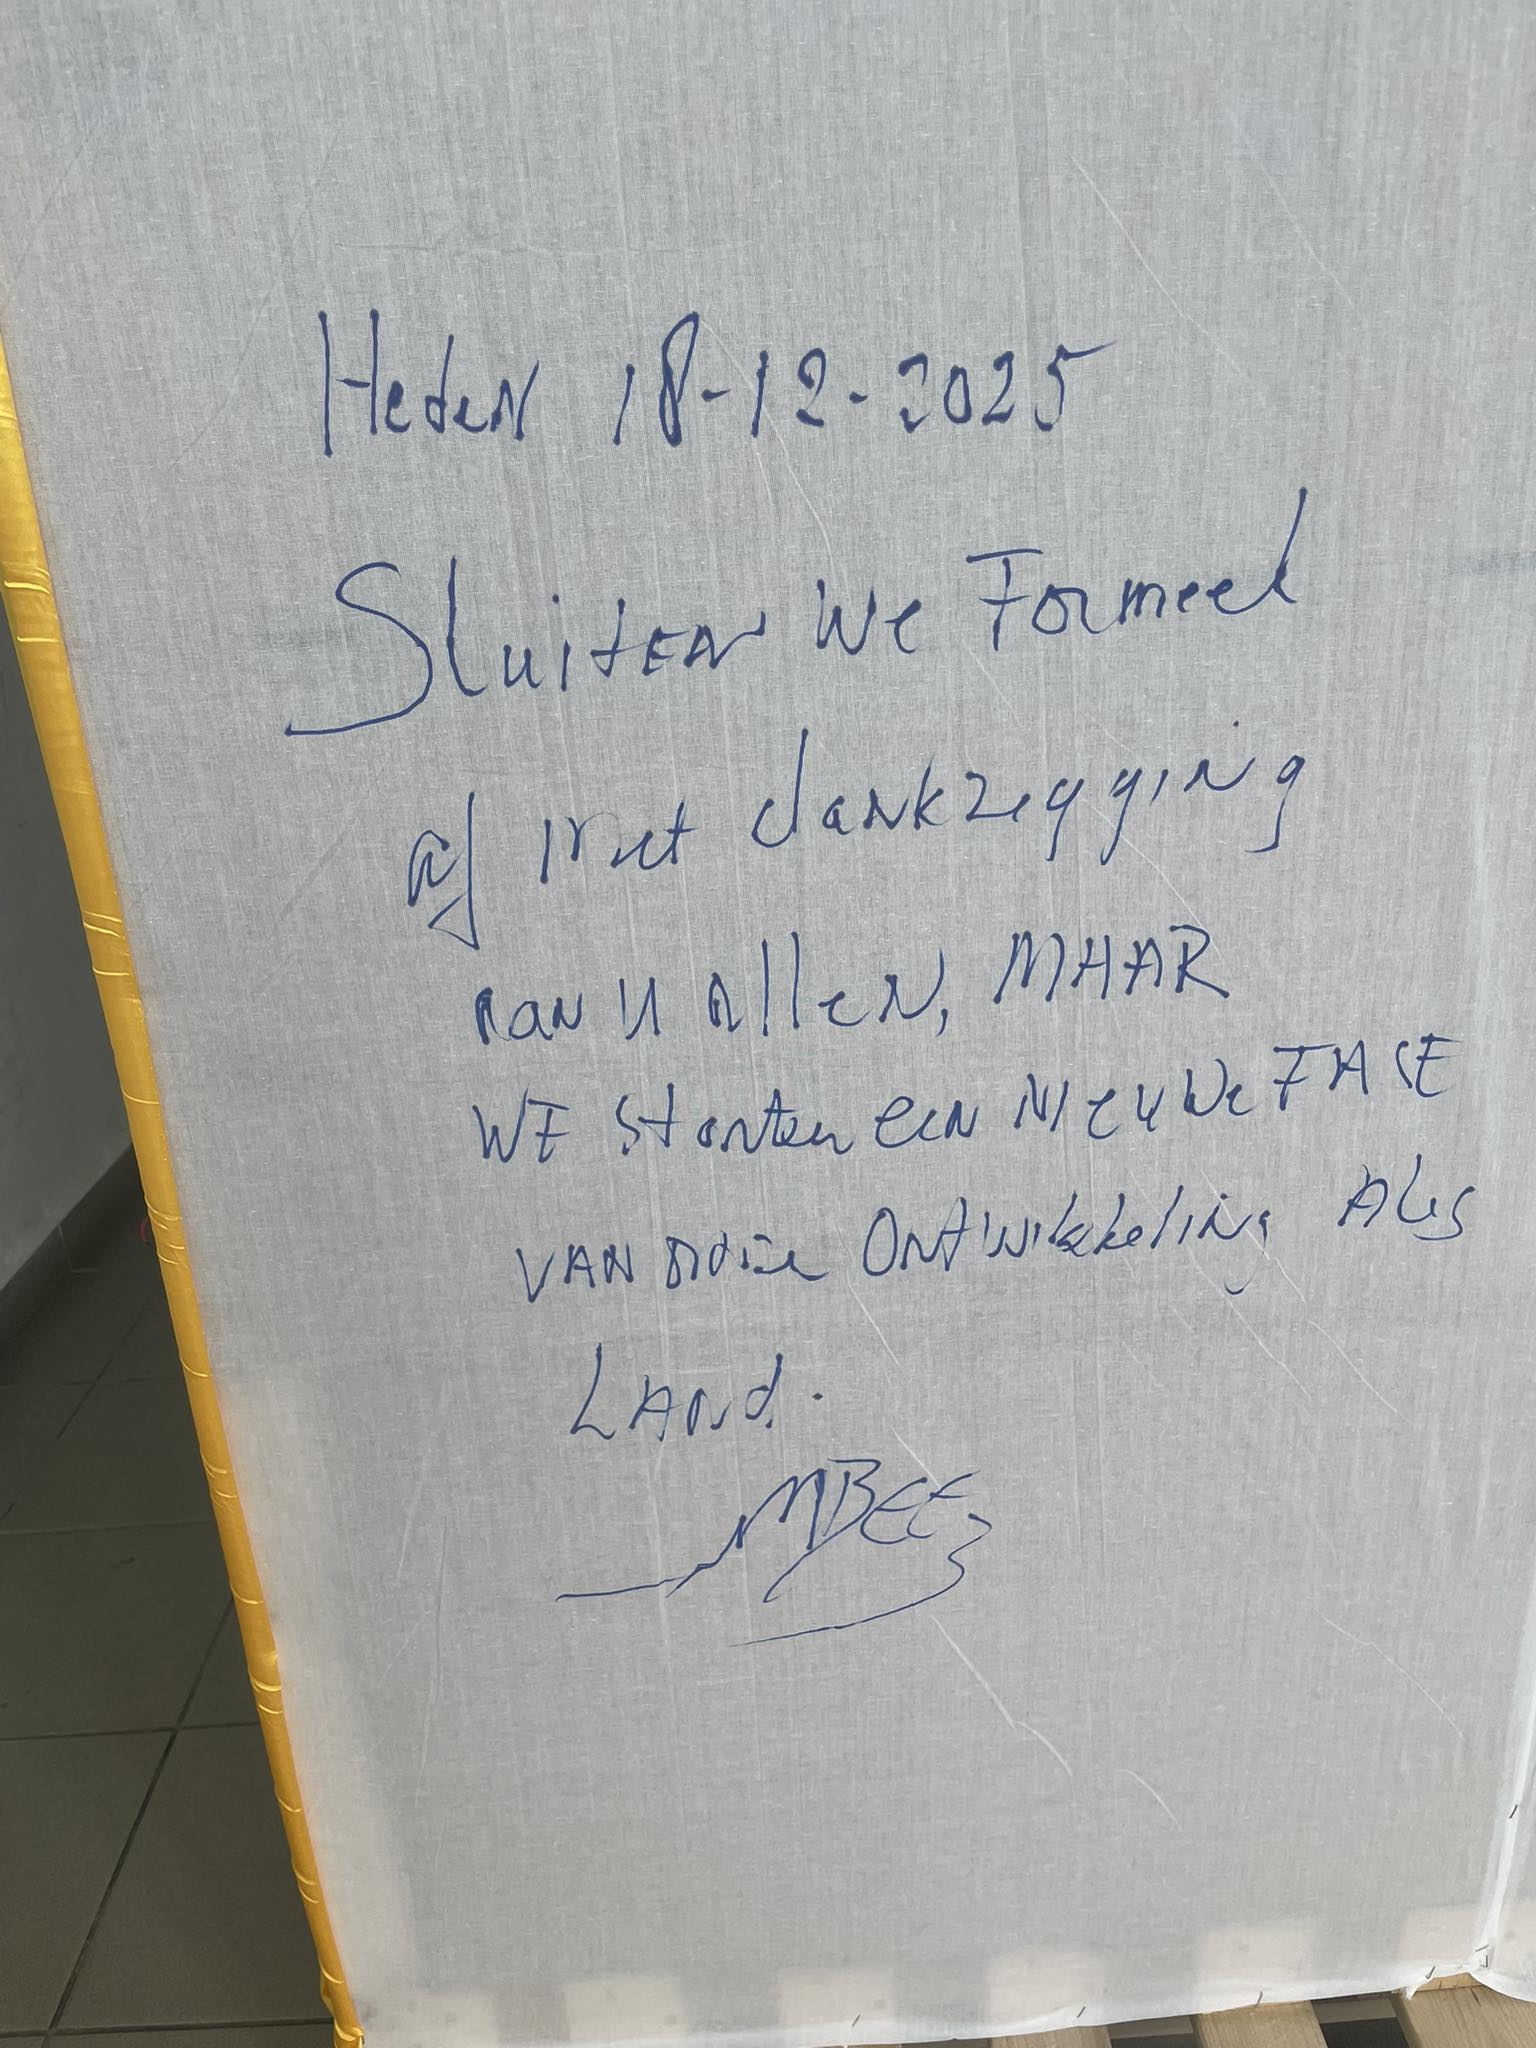 Heden 18-12-2025
Sluiten We Formeel
af met dankzegging
aan U Allen, MAAR
WE starten een Nieuwe FASE
VAN onze Ontwikkeling Als
LAnd.
MBEE